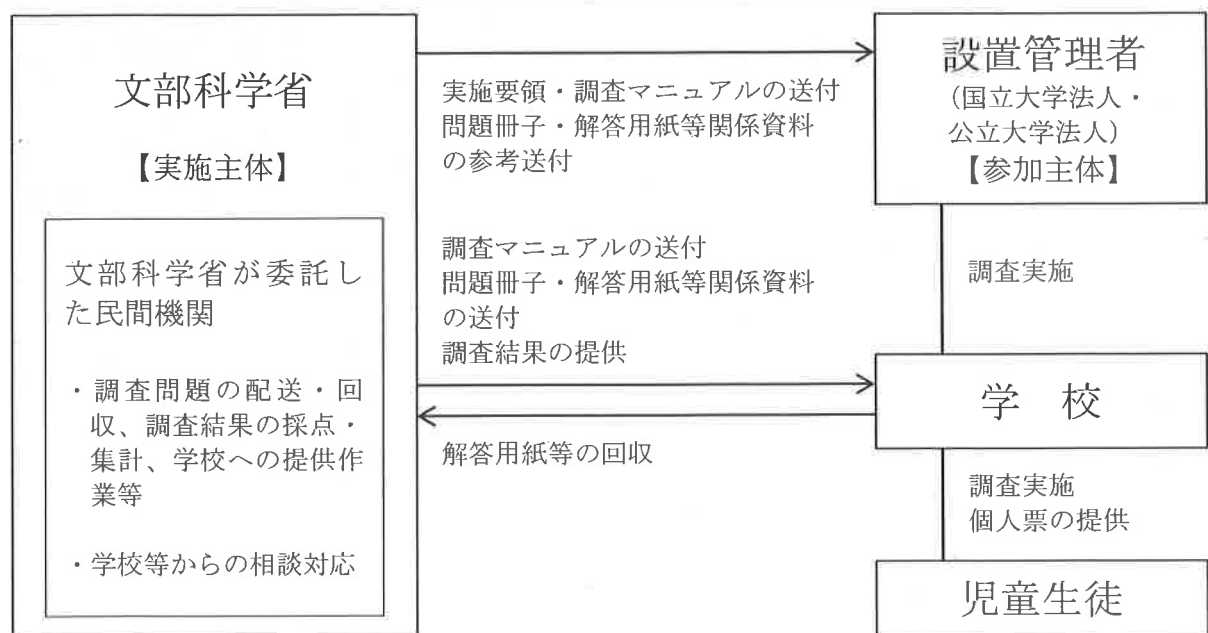 文部科学省
【実施主体】
文部科学省が委託し
た民間機関
・調査問題の配送・回
収、調査結果の採点・
集計、学校への提供作
業等
・学校等からの相談対応
実施要領・調査マニュアルの送付
問題冊子・解答用紙等関係資料
の参考送付
調査マニュアルの送付
問題冊子・解答用紙等関係資料
の送付
調査結果の提供
解答用紙等の回収
設置管理者
(国立大学法人・
公立大学法人)
【参加主体】
調査実施
学 校
調査実施
個人票の提供
児童生徒